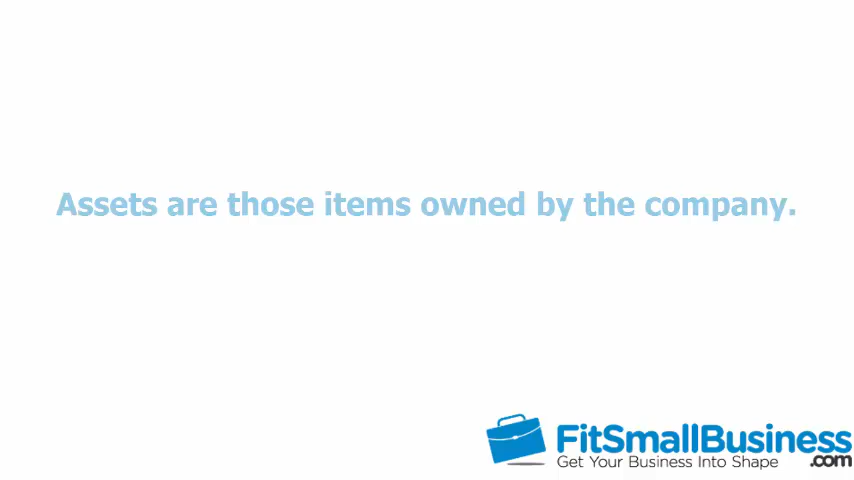 Assets are those items owned by the company.
FitSmallBusiness
.com
Get Your Business Into Shape